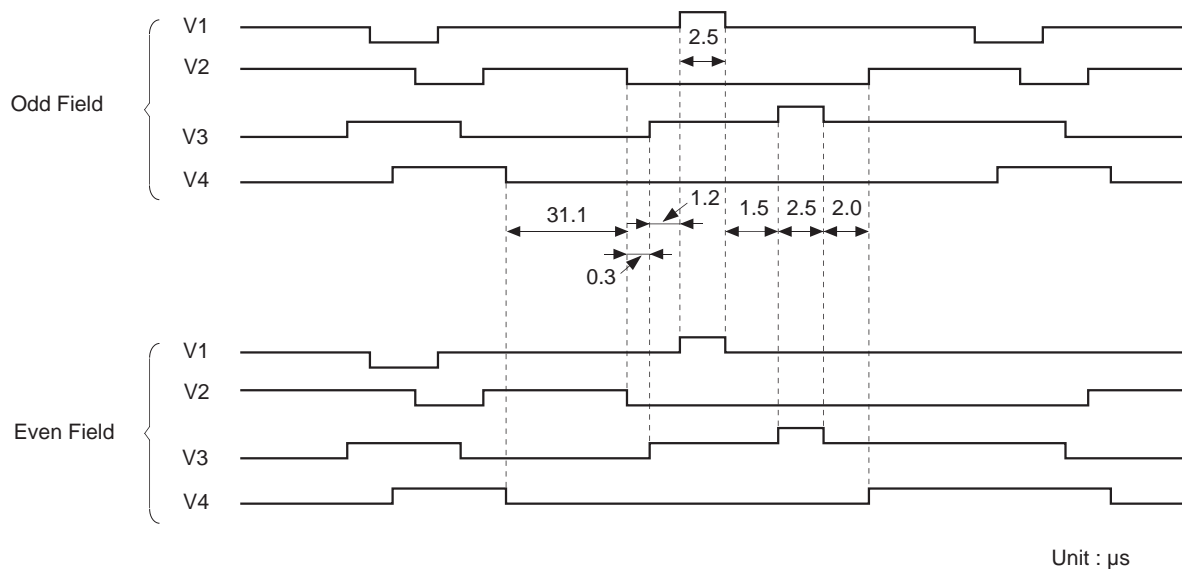 V1
2.5
V2
Odd Field
V3
V4
1.2
31.1
1.5
2.5
2.0
0.3
V1
V2
Even Field
V3
V4
Unit : μs